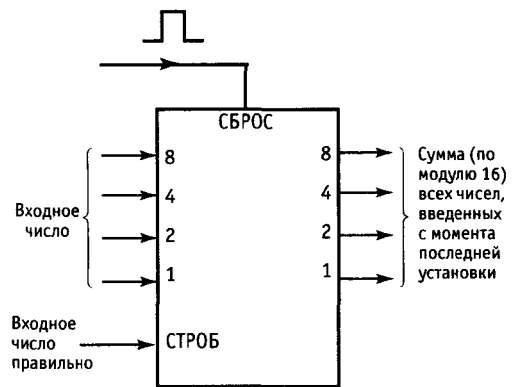 СБРОС
Входное
число
8
4
2
1
8
4
2
1
Сумма (по
модулю 16)
всех чисел,
введенных
с момента
последней
установки
Входное
число
правильно
СТРОБ